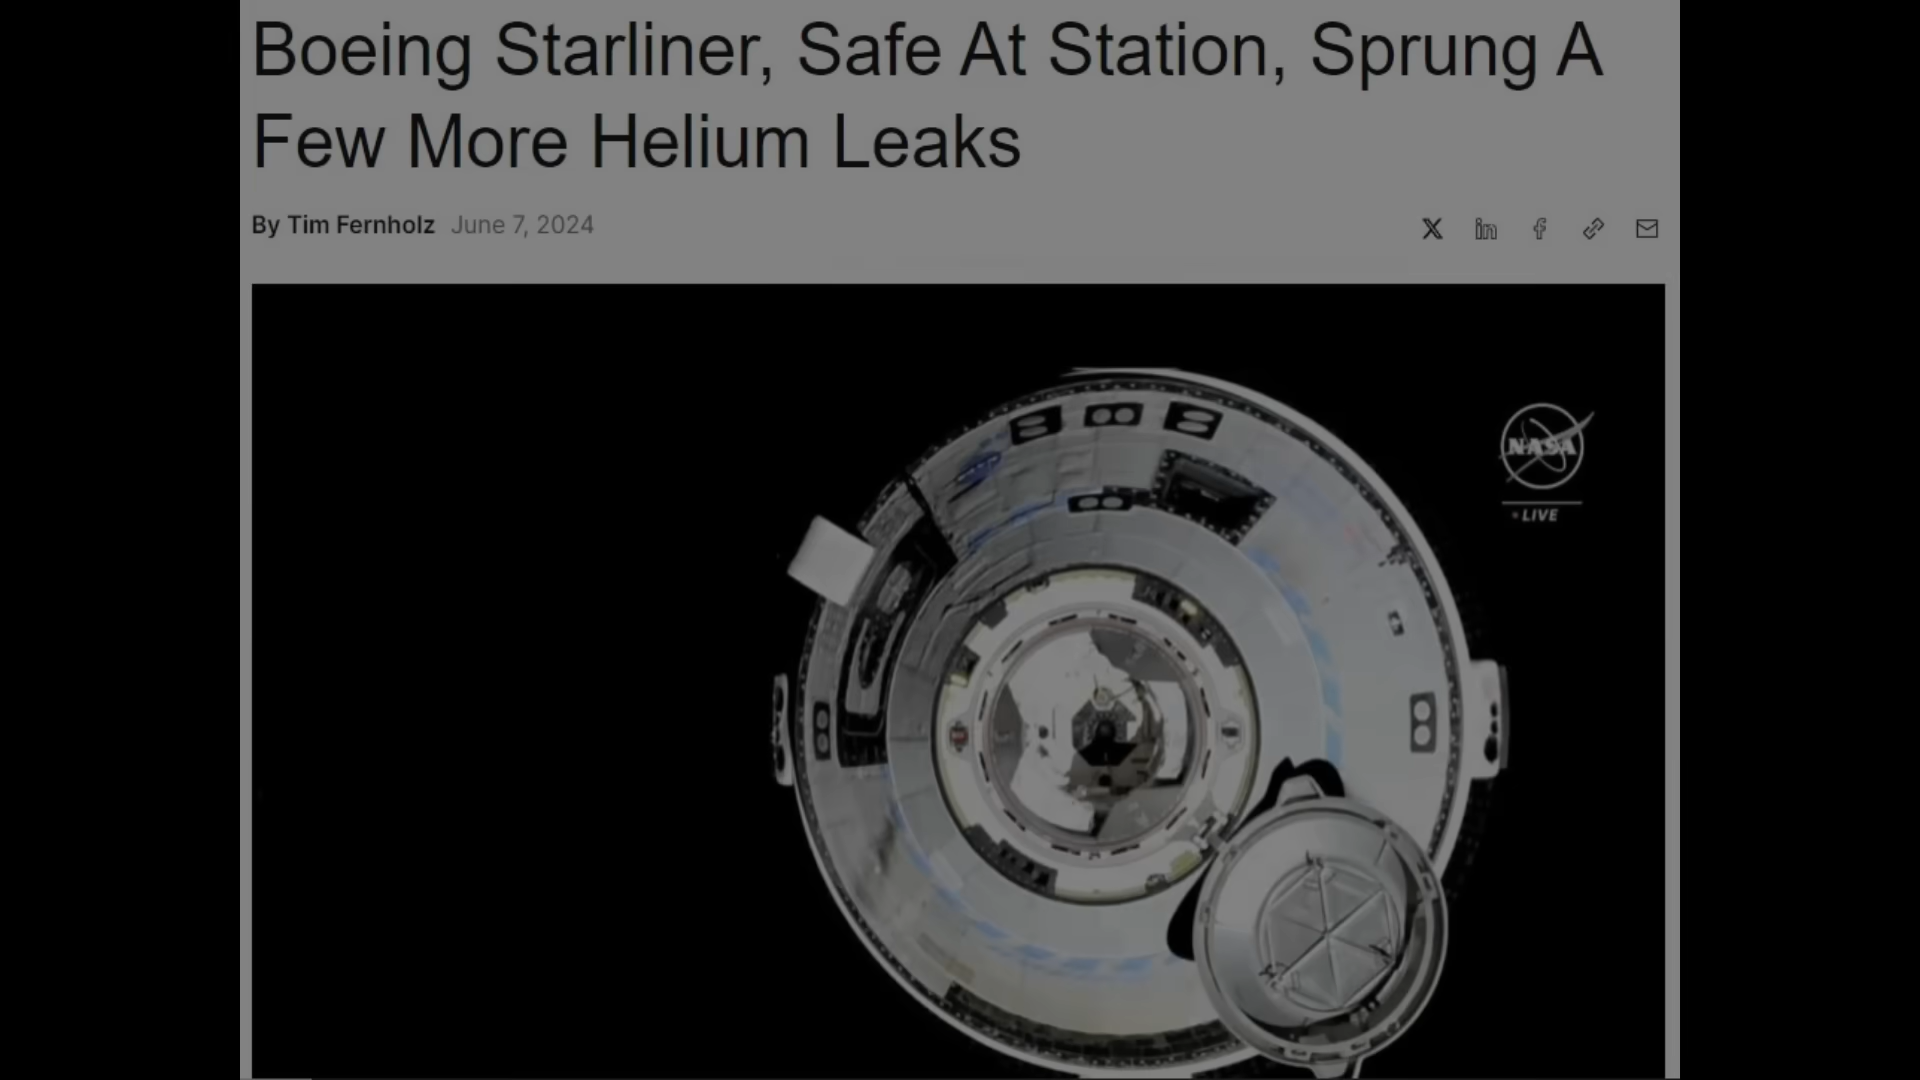 Boeing Starliner, Safe At Station, Sprung A
Few More Helium Leaks
By Tim Fernholz June 7, 2024
NASA
LIVE